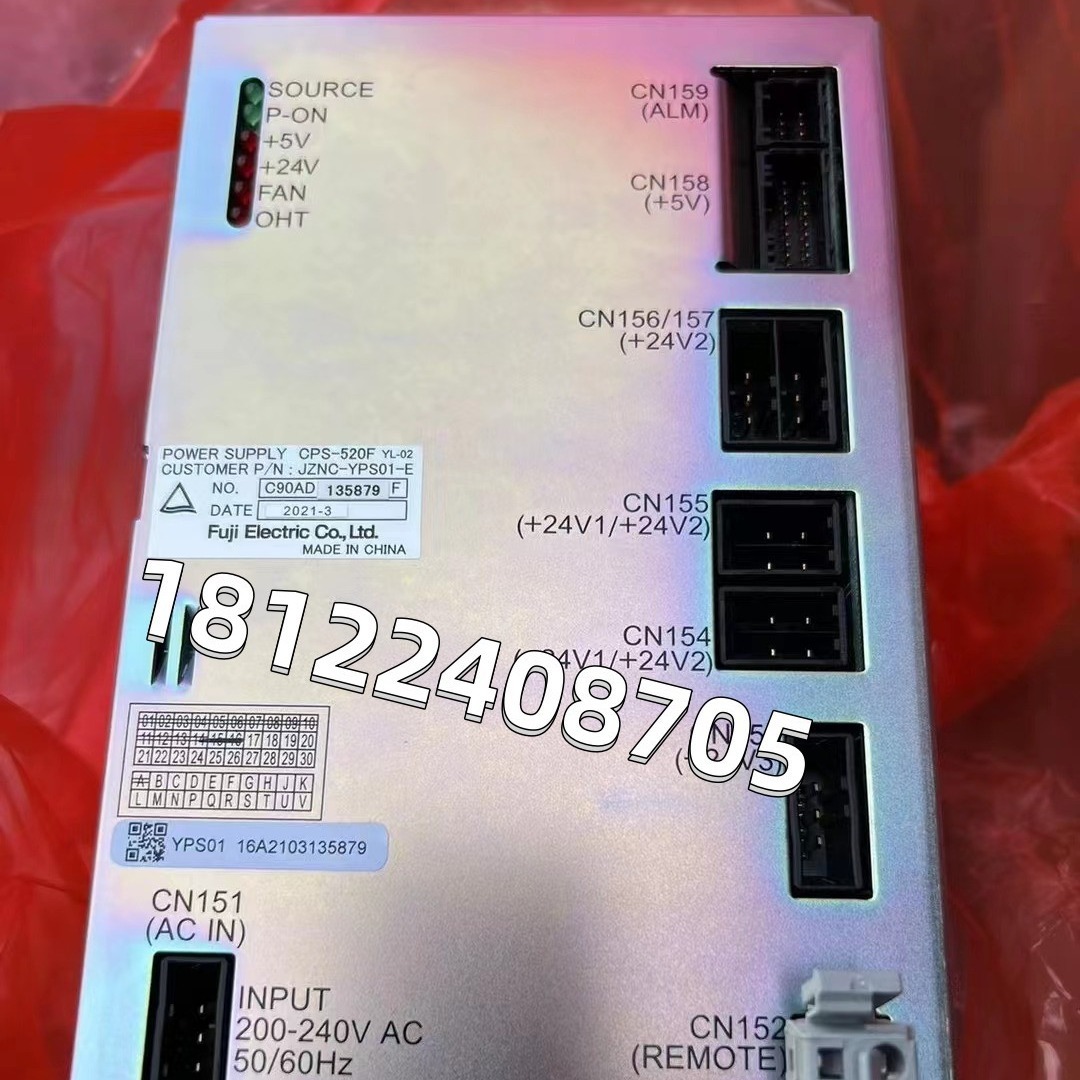 SOURCE
P-ON
+5V
+24V
FAN
OHT
CN159
(ALM)
CN158
(+5V)
CN156/157
(+24V2)
POWER SUPPLY CPS-520F YL-02
CUSTOMER P/N : JZNC-YPS01-E
NO. C90AD 135879 F
DATE 2021-3
Fuji Electric Co., Ltd.
MADE IN CHINA
CN155
(+24V1/+24V2)
CN154
/+24V2)
18122408705
01 02 03 04 05 06 07 08 09 10
11 12 13 14 15 16 17 18 19 20
21 22 23 24 25 26 27 28 29 30
A B C D E F G H J K
L M N P Q R S T U V
YPS01 16A2103135879
CN151
(AC IN)
INPUT
200-240V AC
50/60Hz
CN152
(REMOTE)